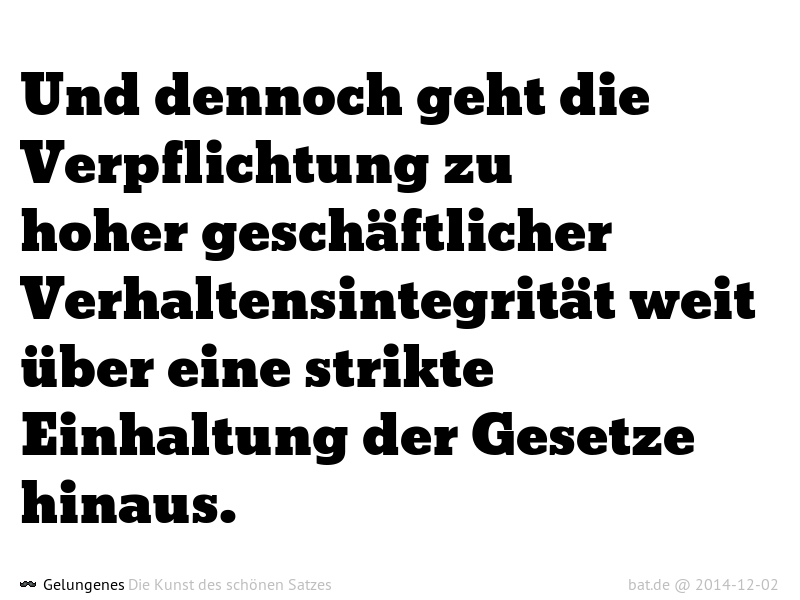 Und dennoch geht die
Verpflichtung zu
hoher geschäftlicher
Verhaltensintegrität weit
über eine strikte
Einhaltung der Gesetze
hinaus.
Gelungenes Die Kunst des schönen Satzes
bat.de @ 2014-12-02